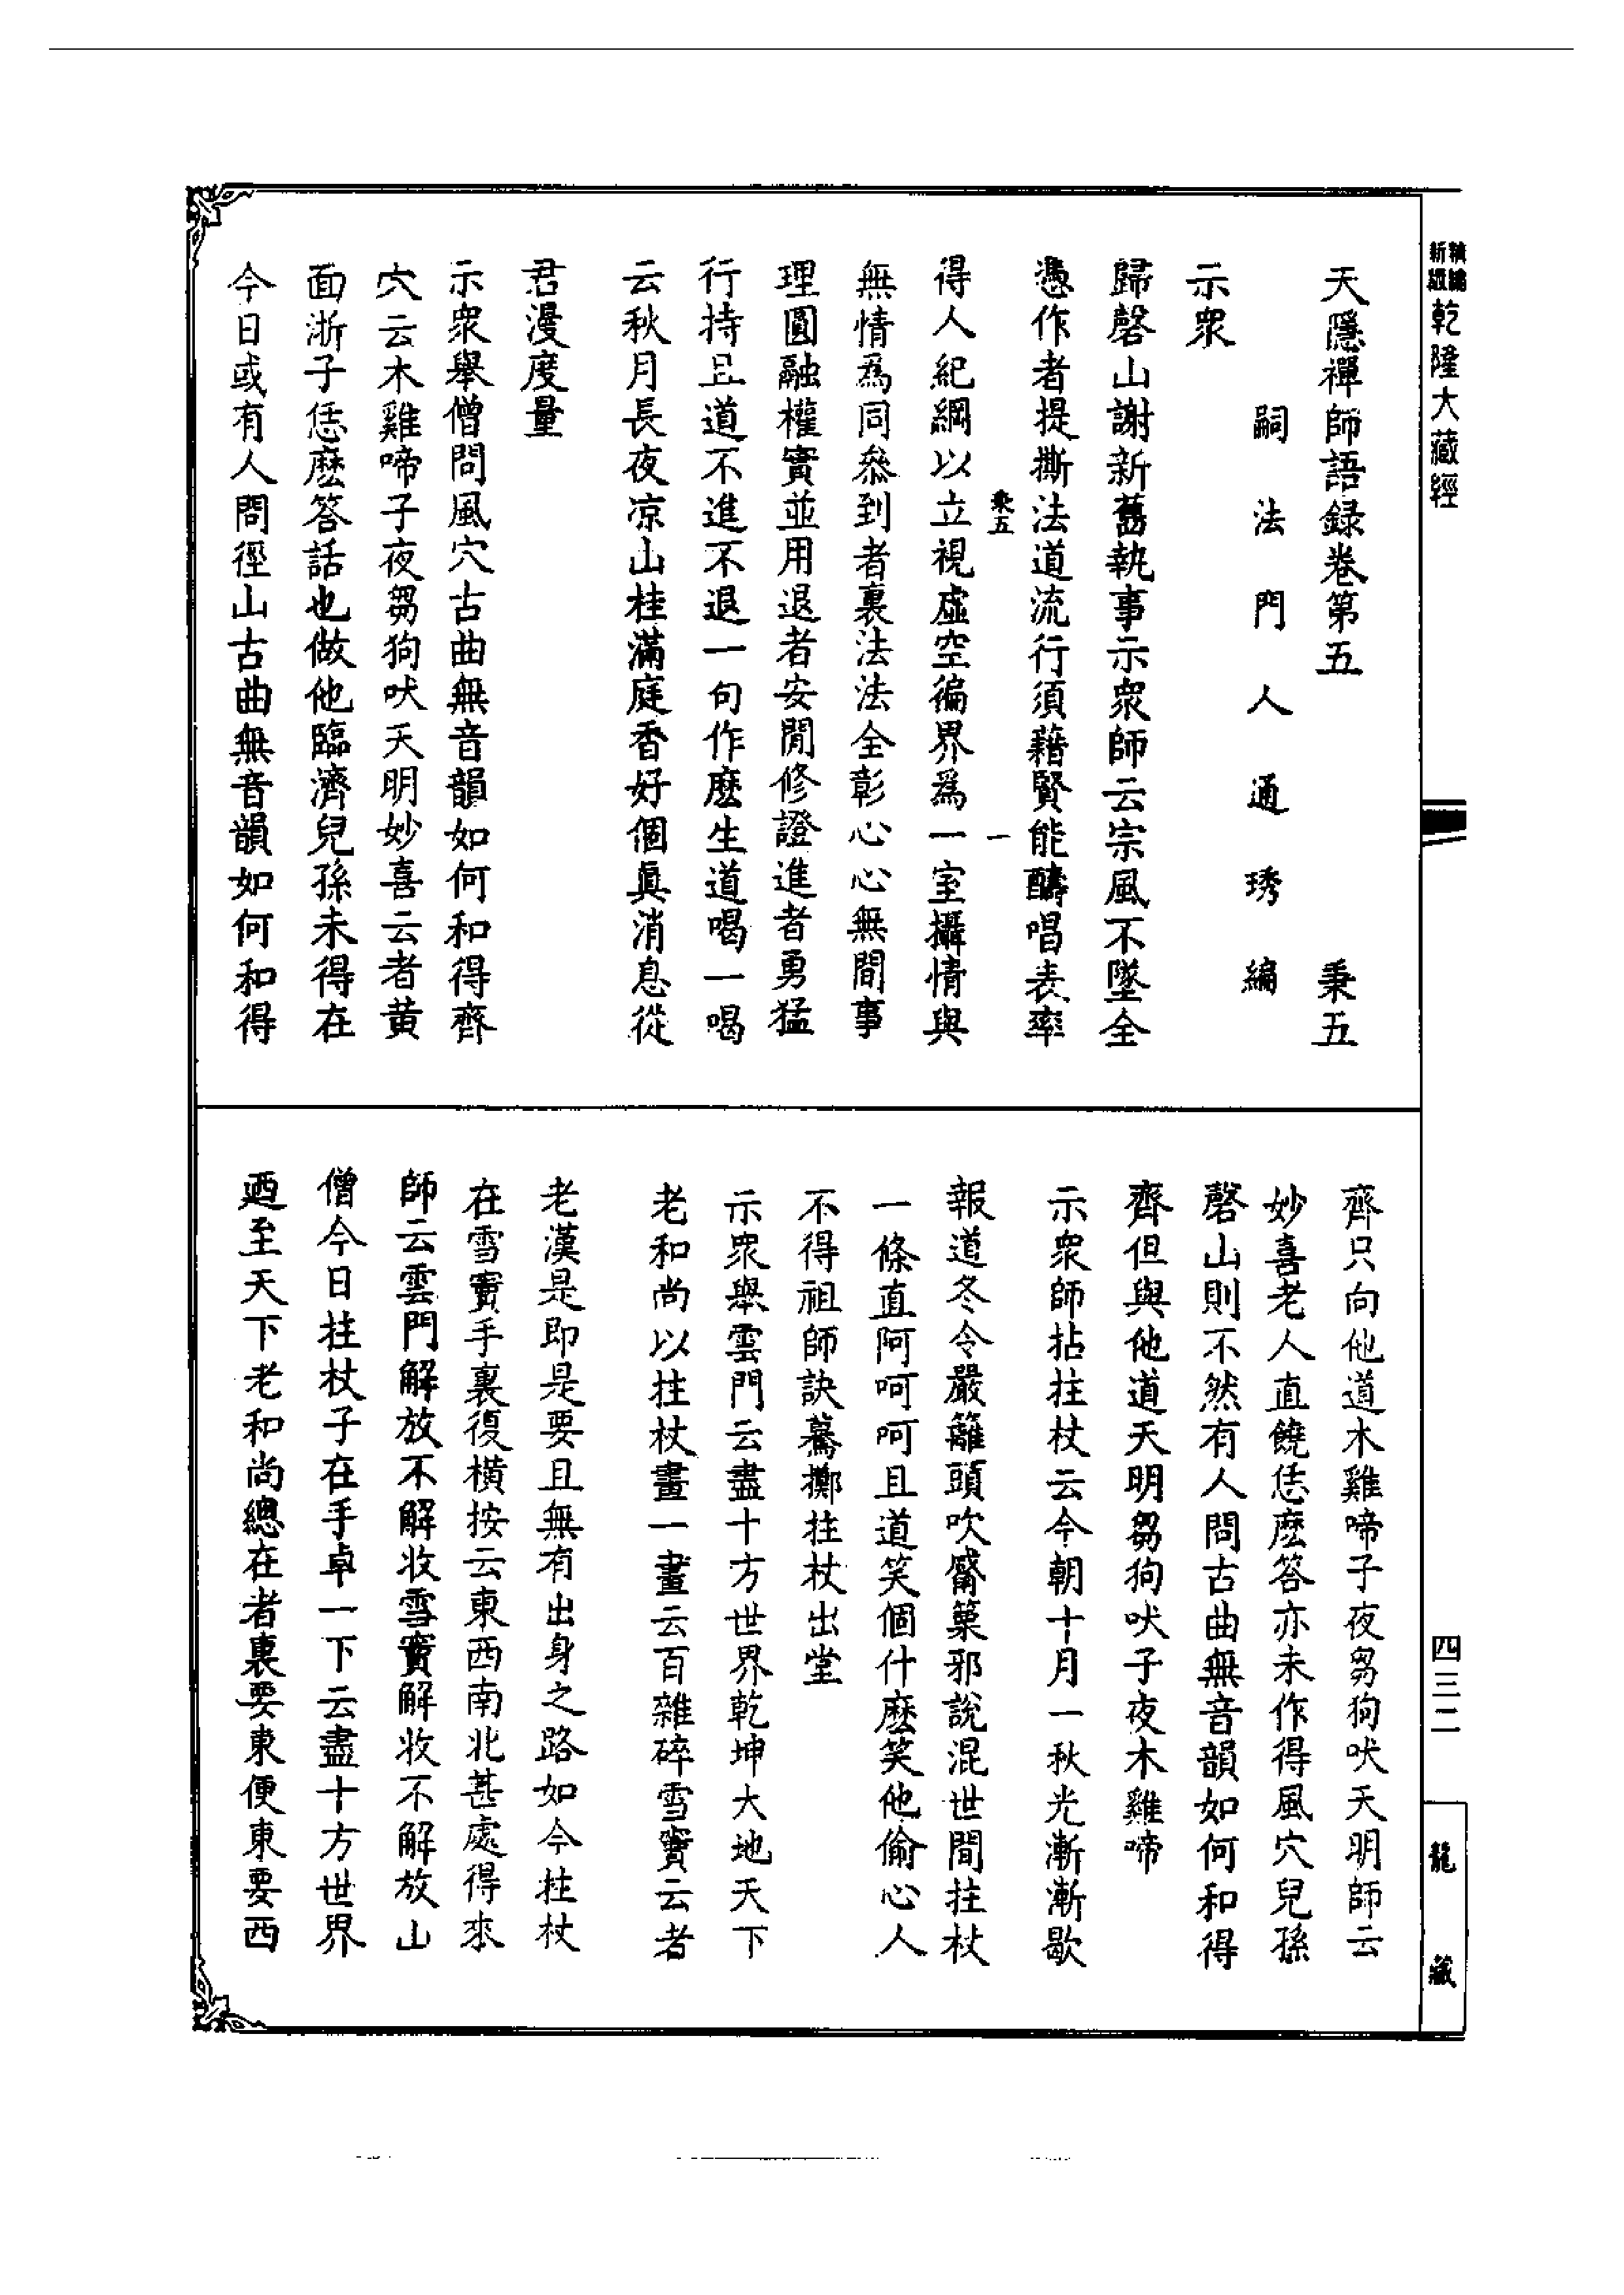 新編縮版乾隆大藏經
天隱禪師語録卷第五 秉五
嗣法門人通琇編
示衆
歸磬山謝新舊執事示衆師云宗風不墜全
憑作者提撕法道流行須藉賢能疇唱表率
秉五 一
得人紀綱以立視虛空徧界爲一室攝情與
無情為同叅到者裏法法全彰心心無間事
理圓融權實並用退者安閒修證進者勇猛
行持且道不進不退一句作麽生道喝一喝
云秋月長夜凉山桂滿庭香好個眞消息從
君漫度量
示衆舉僧問風穴古曲無音韻如何和得齊
穴云木雞啼子夜芻狗吠天明妙喜云者黄
面浙子恁麽答話也做他臨濟兒孫未得在
今日或有人問徑山古曲無音韻如何和得
齊只向他道木雞啼子夜芻狗吠天明師云
妙喜老人直饒恁麽答亦未作得風穴兒孫
磬山則不然有人問古曲無音韻如何和得
齊但與他道天明芻狗吠子夜木雞啼
示衆師拈拄杖云今朝十月一秋光漸漸歇
報道冬令嚴籬頭吹觱篥邪說混世間拄杖
一條直阿呵呵且道笑個什麽笑他偷心人
不得祖師訣驀擲拄杖出堂
示衆舉雲門云盡十方世界乾坤大地天下
老和尚以拄杖畫一畫云百雜碎雪竇云者
老漢是即是要且無有出身之路如今拄杖
在雪竇手裏復横按云東西南北甚處得來
師云雲門解放不解收雪竇解收不解放山
僧今日拄杖子在手卓一下云盡十方世界
廼至天下老和尚總在者裏要東便東要西
四三二
龍藏